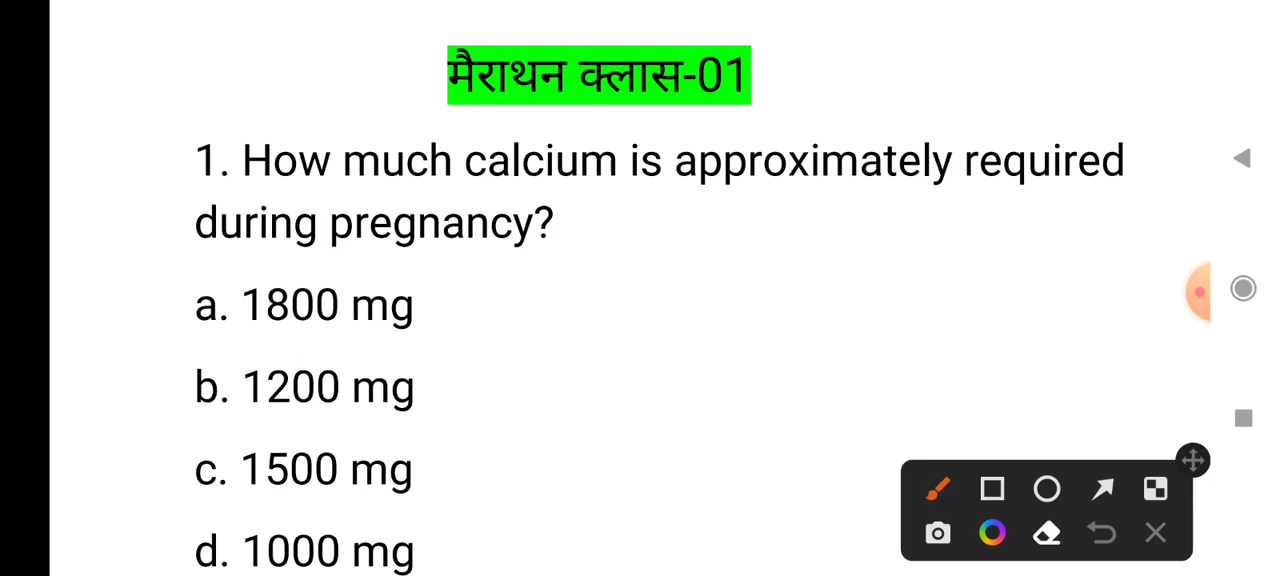 मैराथन क्लास-01
1. How much calcium is approximately required
during pregnancy?
a. 1800 mg
b. 1200 mg
c. 1500 mg
d. 1000 mg